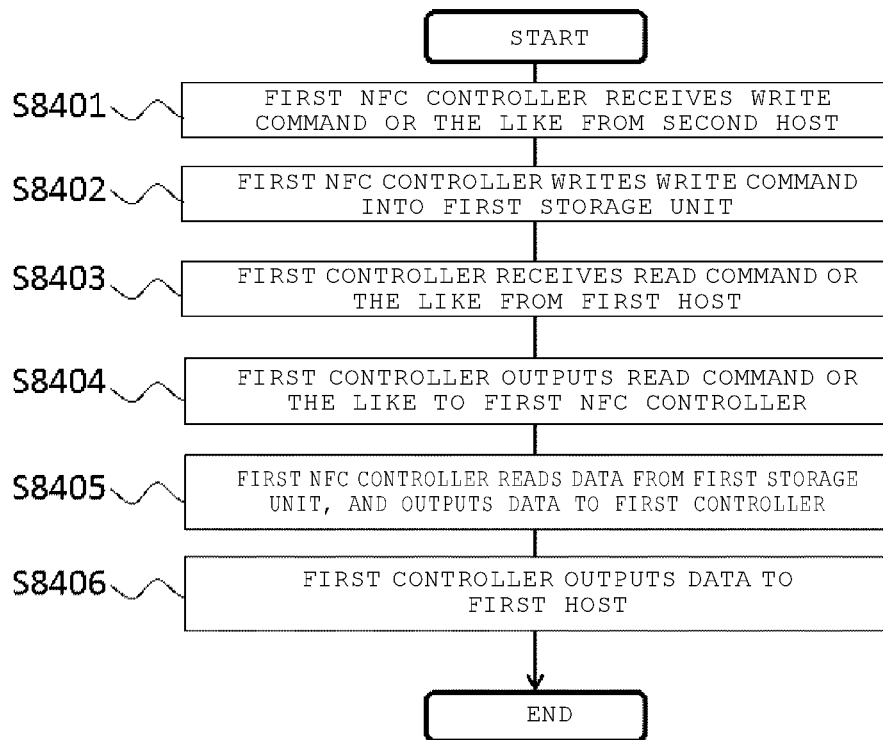 START
S8401
FIRST NFC CONTROLLER RECEIVES WRITE
COMMAND OR THE LIKE FROM SECOND HOST
S8402
FIRST NFC CONTROLLER WRITES WRITE COMMAND
INTO FIRST STORAGE UNIT
S8403
FIRST CONTROLLER RECEIVES READ COMMAND OR
THE LIKE FROM FIRST HOST
S8404
FIRST CONTROLLER OUTPUTS READ COMMAND OR
THE LIKE TO FIRST NFC CONTROLLER
S8405
FIRST NFC CONTROLLER READS DATA FROM FIRST STORAGE
UNIT, AND OUTPUTS DATA TO FIRST CONTROLLER
S8406
FIRST CONTROLLER OUTPUTS DATA TO
FIRST HOST
END